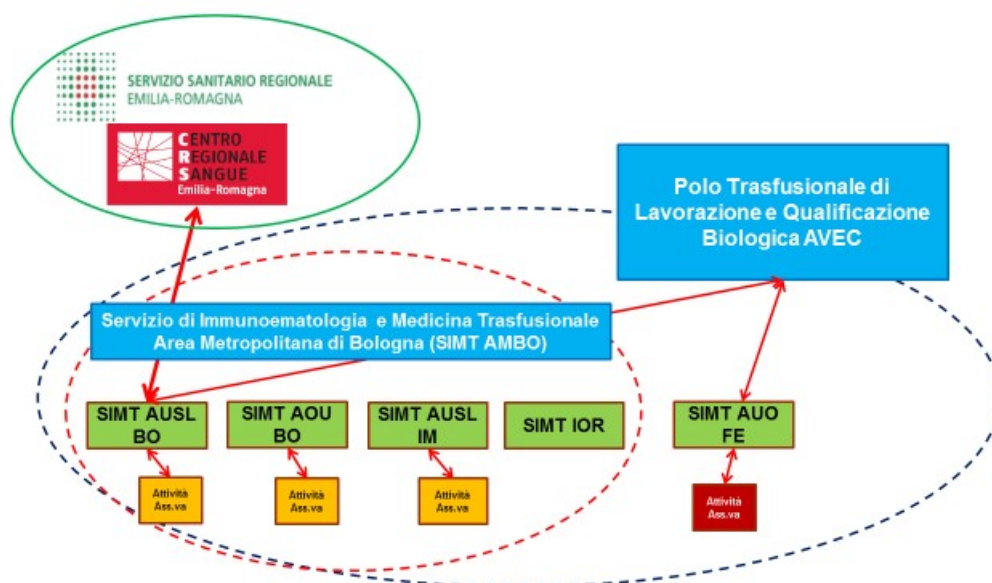 SERVIZIO SANITARIO REGIONALE
EMILIA-ROMAGNA
CENTRO
REGIONALE
SANGUE
Emilia-Romagna
Polo Trasfusionale di
Lavorazione e Qualificazione
Biologica AVEC
Servizio di Immunoematologia e Medicina Trasfusionale
Area Metropolitana di Bologna (SIMT AMBO)
SIMT AUSL
BO
SIMT AOU
BO
SIMT AUSL
IM
SIMT IOR
SIMT AUO
FE
Attività
Ass.va
Attività
Ass.va
Attività
Ass.va
Attività
Ass.va